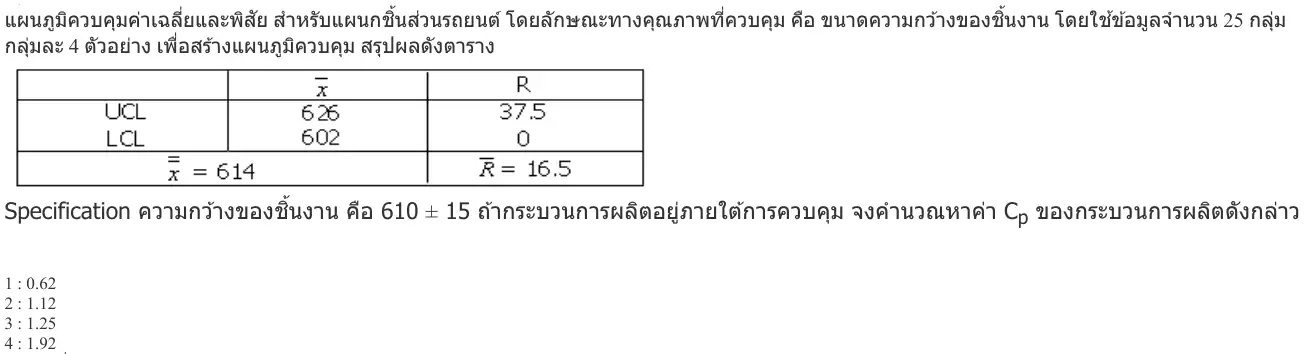 แผนภูมิควบคุมค่าเฉลี่ยและพิสัย สำหรับแผนกชิ้นส่วนรถยนต์ โดยลักษณะทางคุณภาพที่ควบคุม คือ ขนาดความกว้างของชิ้นงาน โดยใช้ข้อมูลจำนวน 25 กลุ่ม
กลุ่มละ 4 ตัวอย่าง เพื่อสร้างแผนภูมิควบคุม สรุปผลดังตาราง
x̅ R
UCL 626 37.5
LCL 602 0
x̿ = 614 R̅ = 16.5
Specification ความกว้างของชิ้นงาน คือ 610 ± 15 ถ้ากระบวนการผลิตอยู่ภายใต้การควบคุม จงคำนวณหาค่า Cp ของกระบวนการผลิตดังกล่าว
1 : 0.62
2 : 1.12
3 : 1.25
4 : 1.92